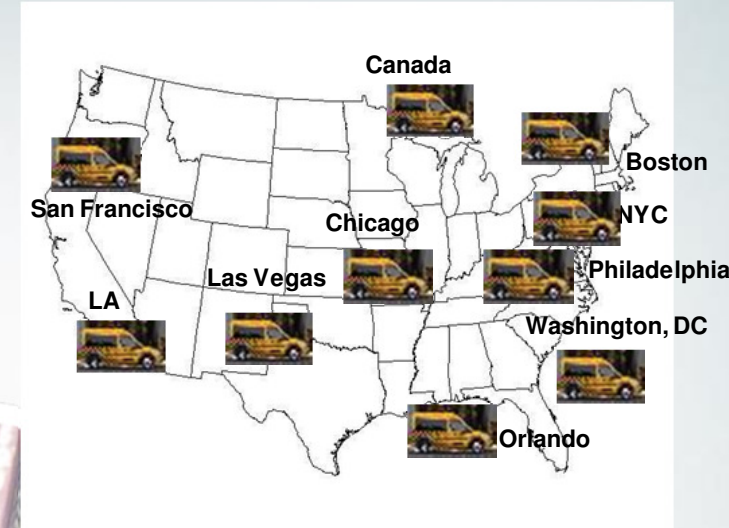 Canada
Boston
San Francisco
NYC
Chicago
Las Vegas
Philadelphia
LA
Washington, DC
Orlando